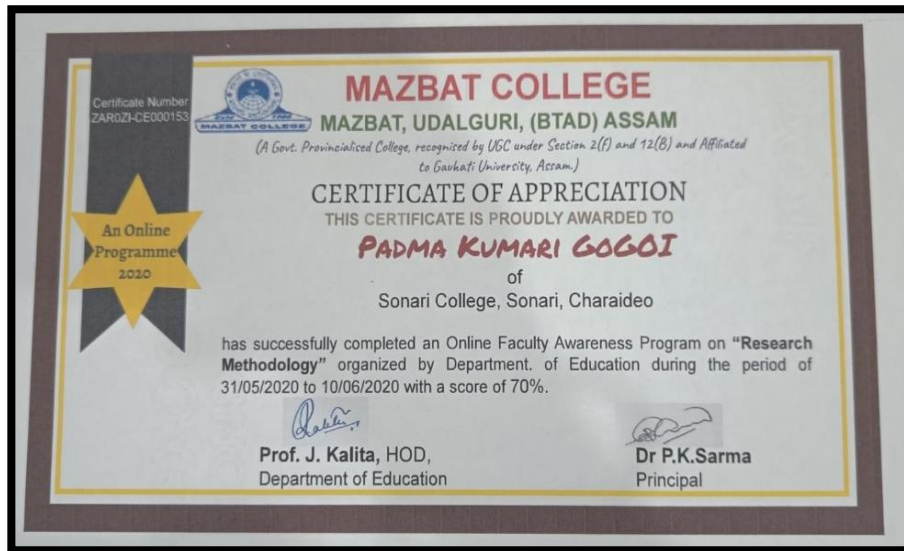 Certificate Number
ZAR0ZI-CE000153
MAZBAT COLLEGE
MAZBAT COLLEGE
MAZBAT, UDALGURI, (BTAD) ASSAM
(A Govt. Provincialised College, recognised by UGC under Section 2(f) and 12(B) and Affiliated
to Gauhati University, Assam.)
CERTIFICATE OF APPRECIATION
THIS CERTIFICATE IS PROUDLY AWARDED TO
PADMA KUMARI GOGOI
of
Sonari College, Sonari, Charaideo
An Online
Programme
2020
has successfully completed an Online Faculty Awareness Program on “Research
Methodology” organized by Department. of Education during the period of
31/05/2020 to 10/06/2020 with a score of 70%.
Prof. J. Kalita, HOD,
Department of Education
Dr P.K.Sarma
Principal